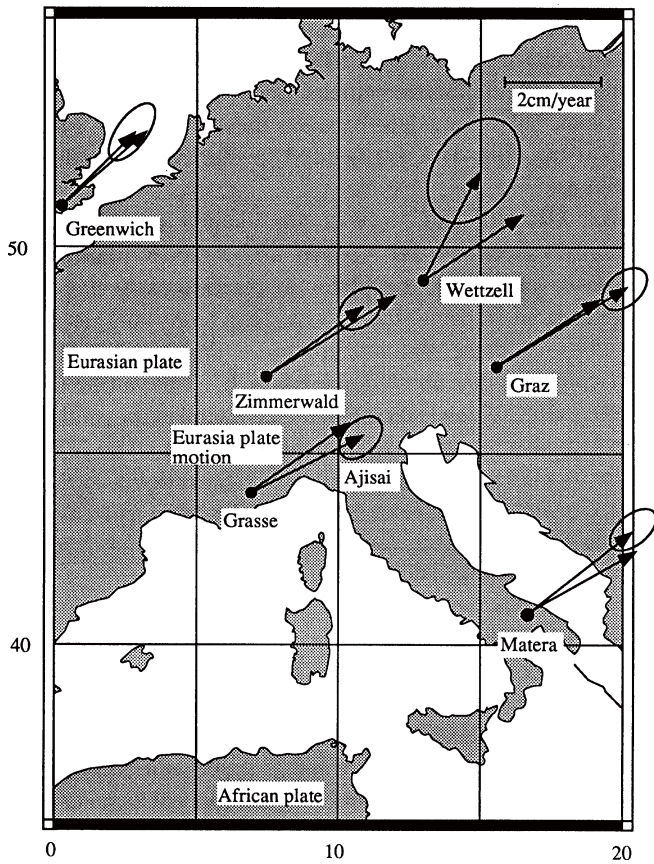 2cm/year
Greenwich
50
Wettzell
Eurasian plate
Graz
Zimmerwald
Eurasia plate
motion
Ajisai
Grasse
40
Matera
African plate
0
10
20